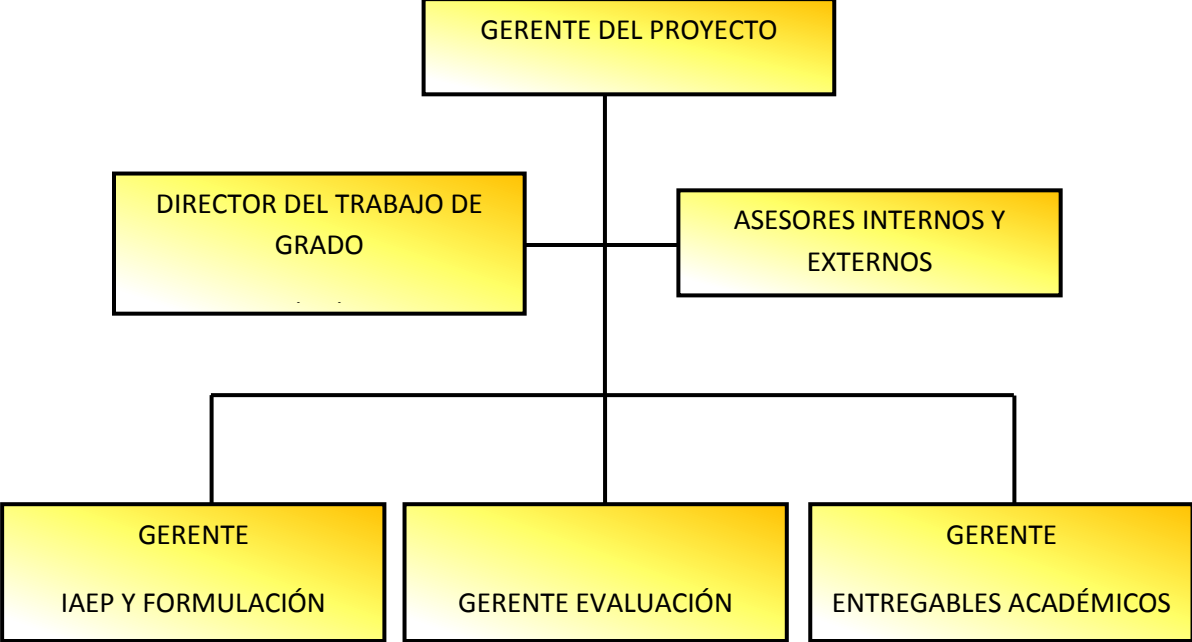 GERENTE DEL PROYECTO
DIRECTOR DEL TRABAJO DE
GRADO
ASESORES INTERNOS Y
EXTERNOS
GERENTE
IAEP Y FORMULACIÓN
GERENTE EVALUACIÓN
GERENTE
ENTREGABLES ACADÉMICOS